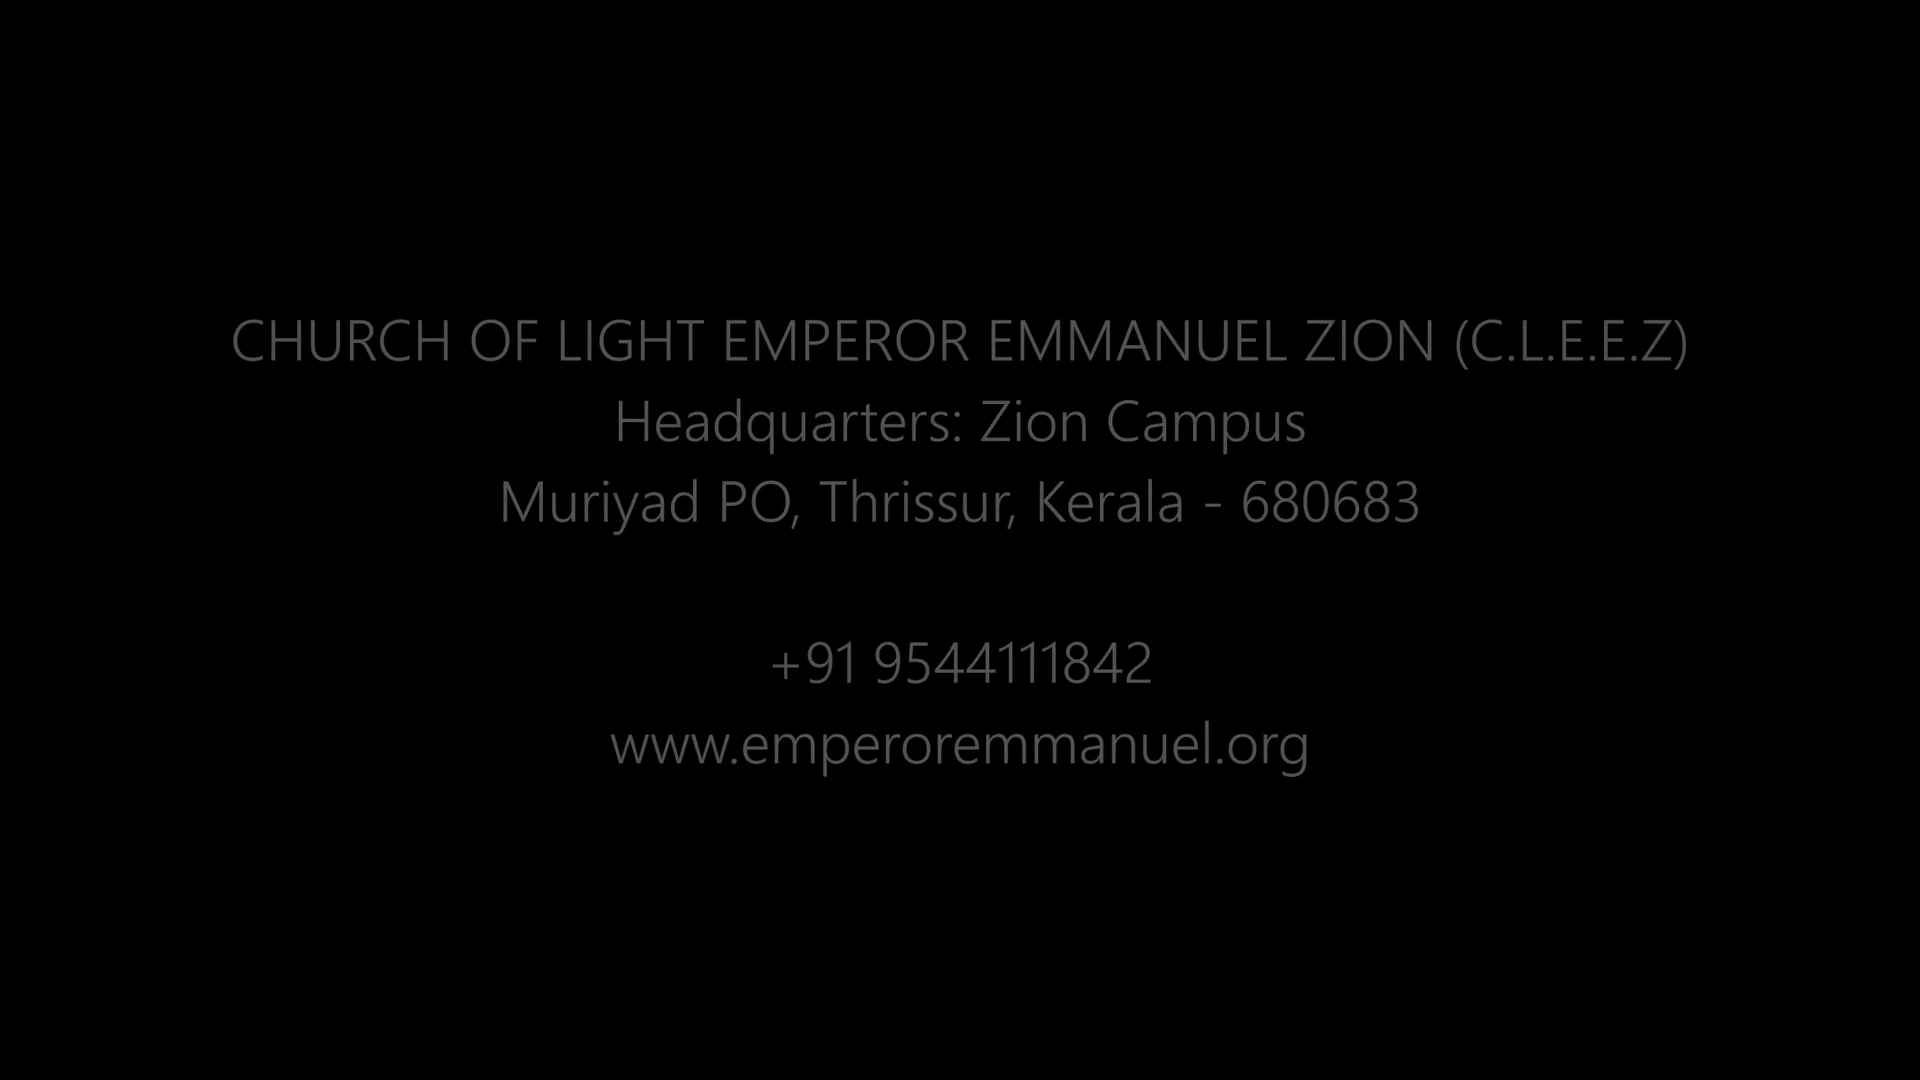 CHURCH OF LIGHT EMPEROR EMMANUEL ZION (C.L.E.E.Z)
Headquarters: Zion Campus
Muriyad PO, Thrissur, Kerala - 680683
+91 9544111842
www.emperoremmanuel.org